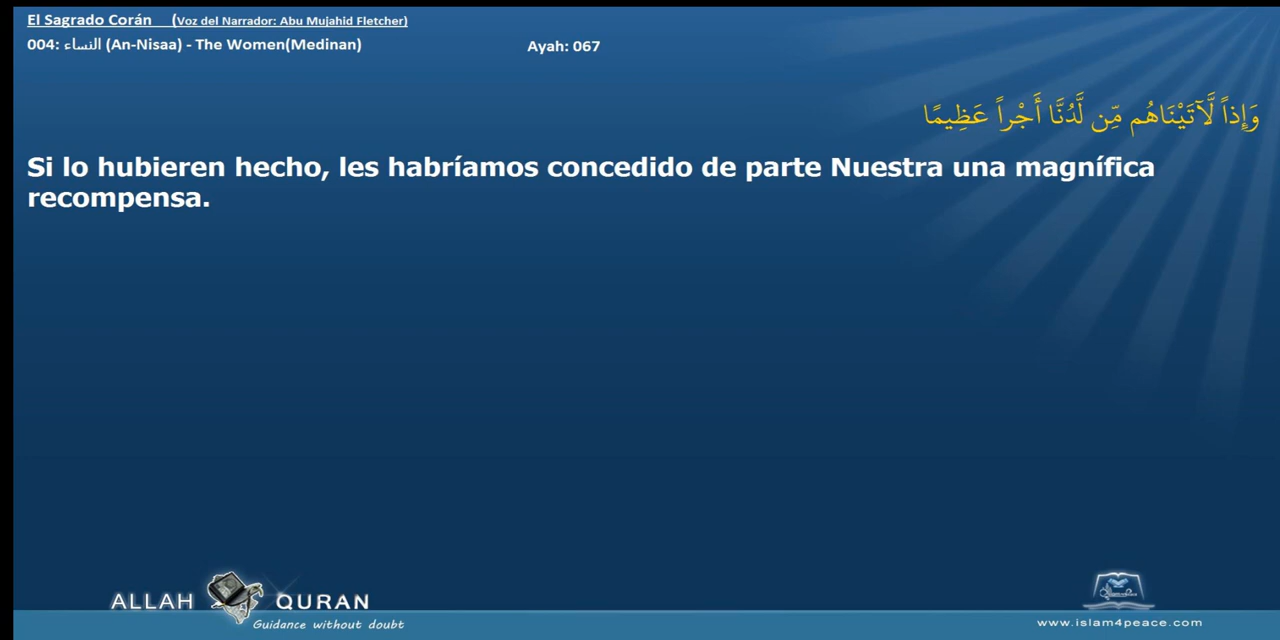 El Sagrado Corán (Voz del Narrador: Abu Mujahid Fletcher)
004: النساء (An-Nisaa) - The Women(Medinan) Ayah: 067
وَإِذاً لَّآتَيْنَاهُم مِّن لَّدُنَّا أَجْراً عَظِيمًا
Si lo hubieren hecho, les habríamos concedido de parte Nuestra una magnífica
recompensa.
ALLAH QURAN
Guidance without doubt
www.islam4peace.com